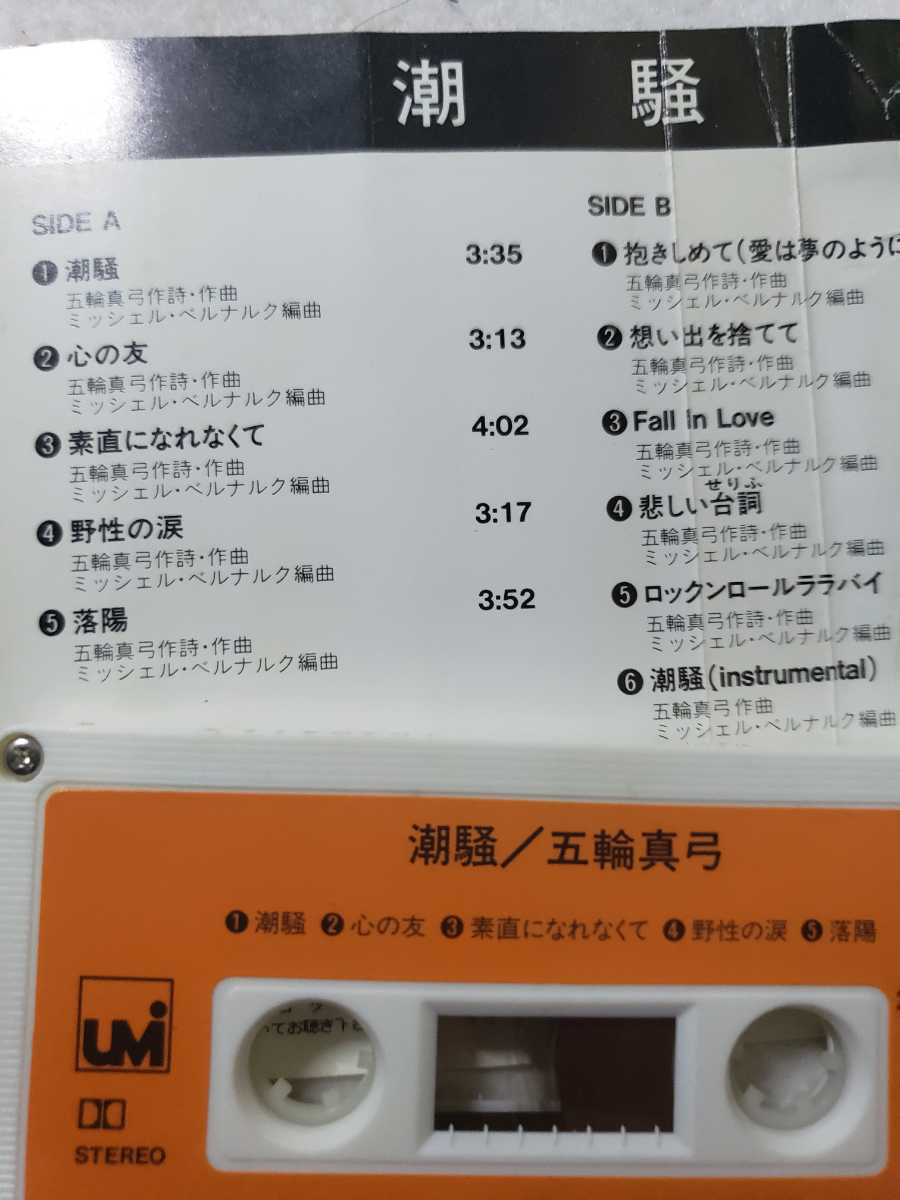 潮 騒
SIDE A
❶ 潮騒 3:35
五輪真弓作詩・作曲
ミッシェル・ベルナルク編曲
❷ 心の友 3:13
五輪真弓作詩・作曲
ミッシェル・ベルナルク編曲
❸ 素直になれなくて 4:02
五輪真弓作詩・作曲
ミッシェル・ベルナルク編曲
❹ 野性の涙 3:17
五輪真弓作詩・作曲
ミッシェル・ベルナルク編曲
❺ 落陽 3:52
五輪真弓作詩・作曲
ミッシェル・ベルナルク編曲
SIDE B
❶ 抱きしめて(愛は夢のように
五輪真弓作詩・作曲
ミッシェル・ベルナルク編曲
❷ 想い出を捨てて
五輪真弓作詩・作曲
ミッシェル・ベルナルク編曲
❸ Fall in Love
五輪真弓作詩・作曲
ミッシェル・ベルナルク編曲
せりふ
❹ 悲しい台詞
五輪真弓作詩・作曲
ミッシェル・ベルナルク編曲
❺ ロックンロールララバイ
五輪真弓作詩・作曲
ミッシェル・ベルナルク編曲
❻ 潮騒(instrumental)
五輪真弓作曲
ミッシェル・ベルナルク編曲
潮騒/五輪真弓
❶ 潮騒 ❷ 心の友 ❸ 素直になれなくて ❹ 野性の涙 ❺ 落陽
UMI
STEREO
てお聴き下さ